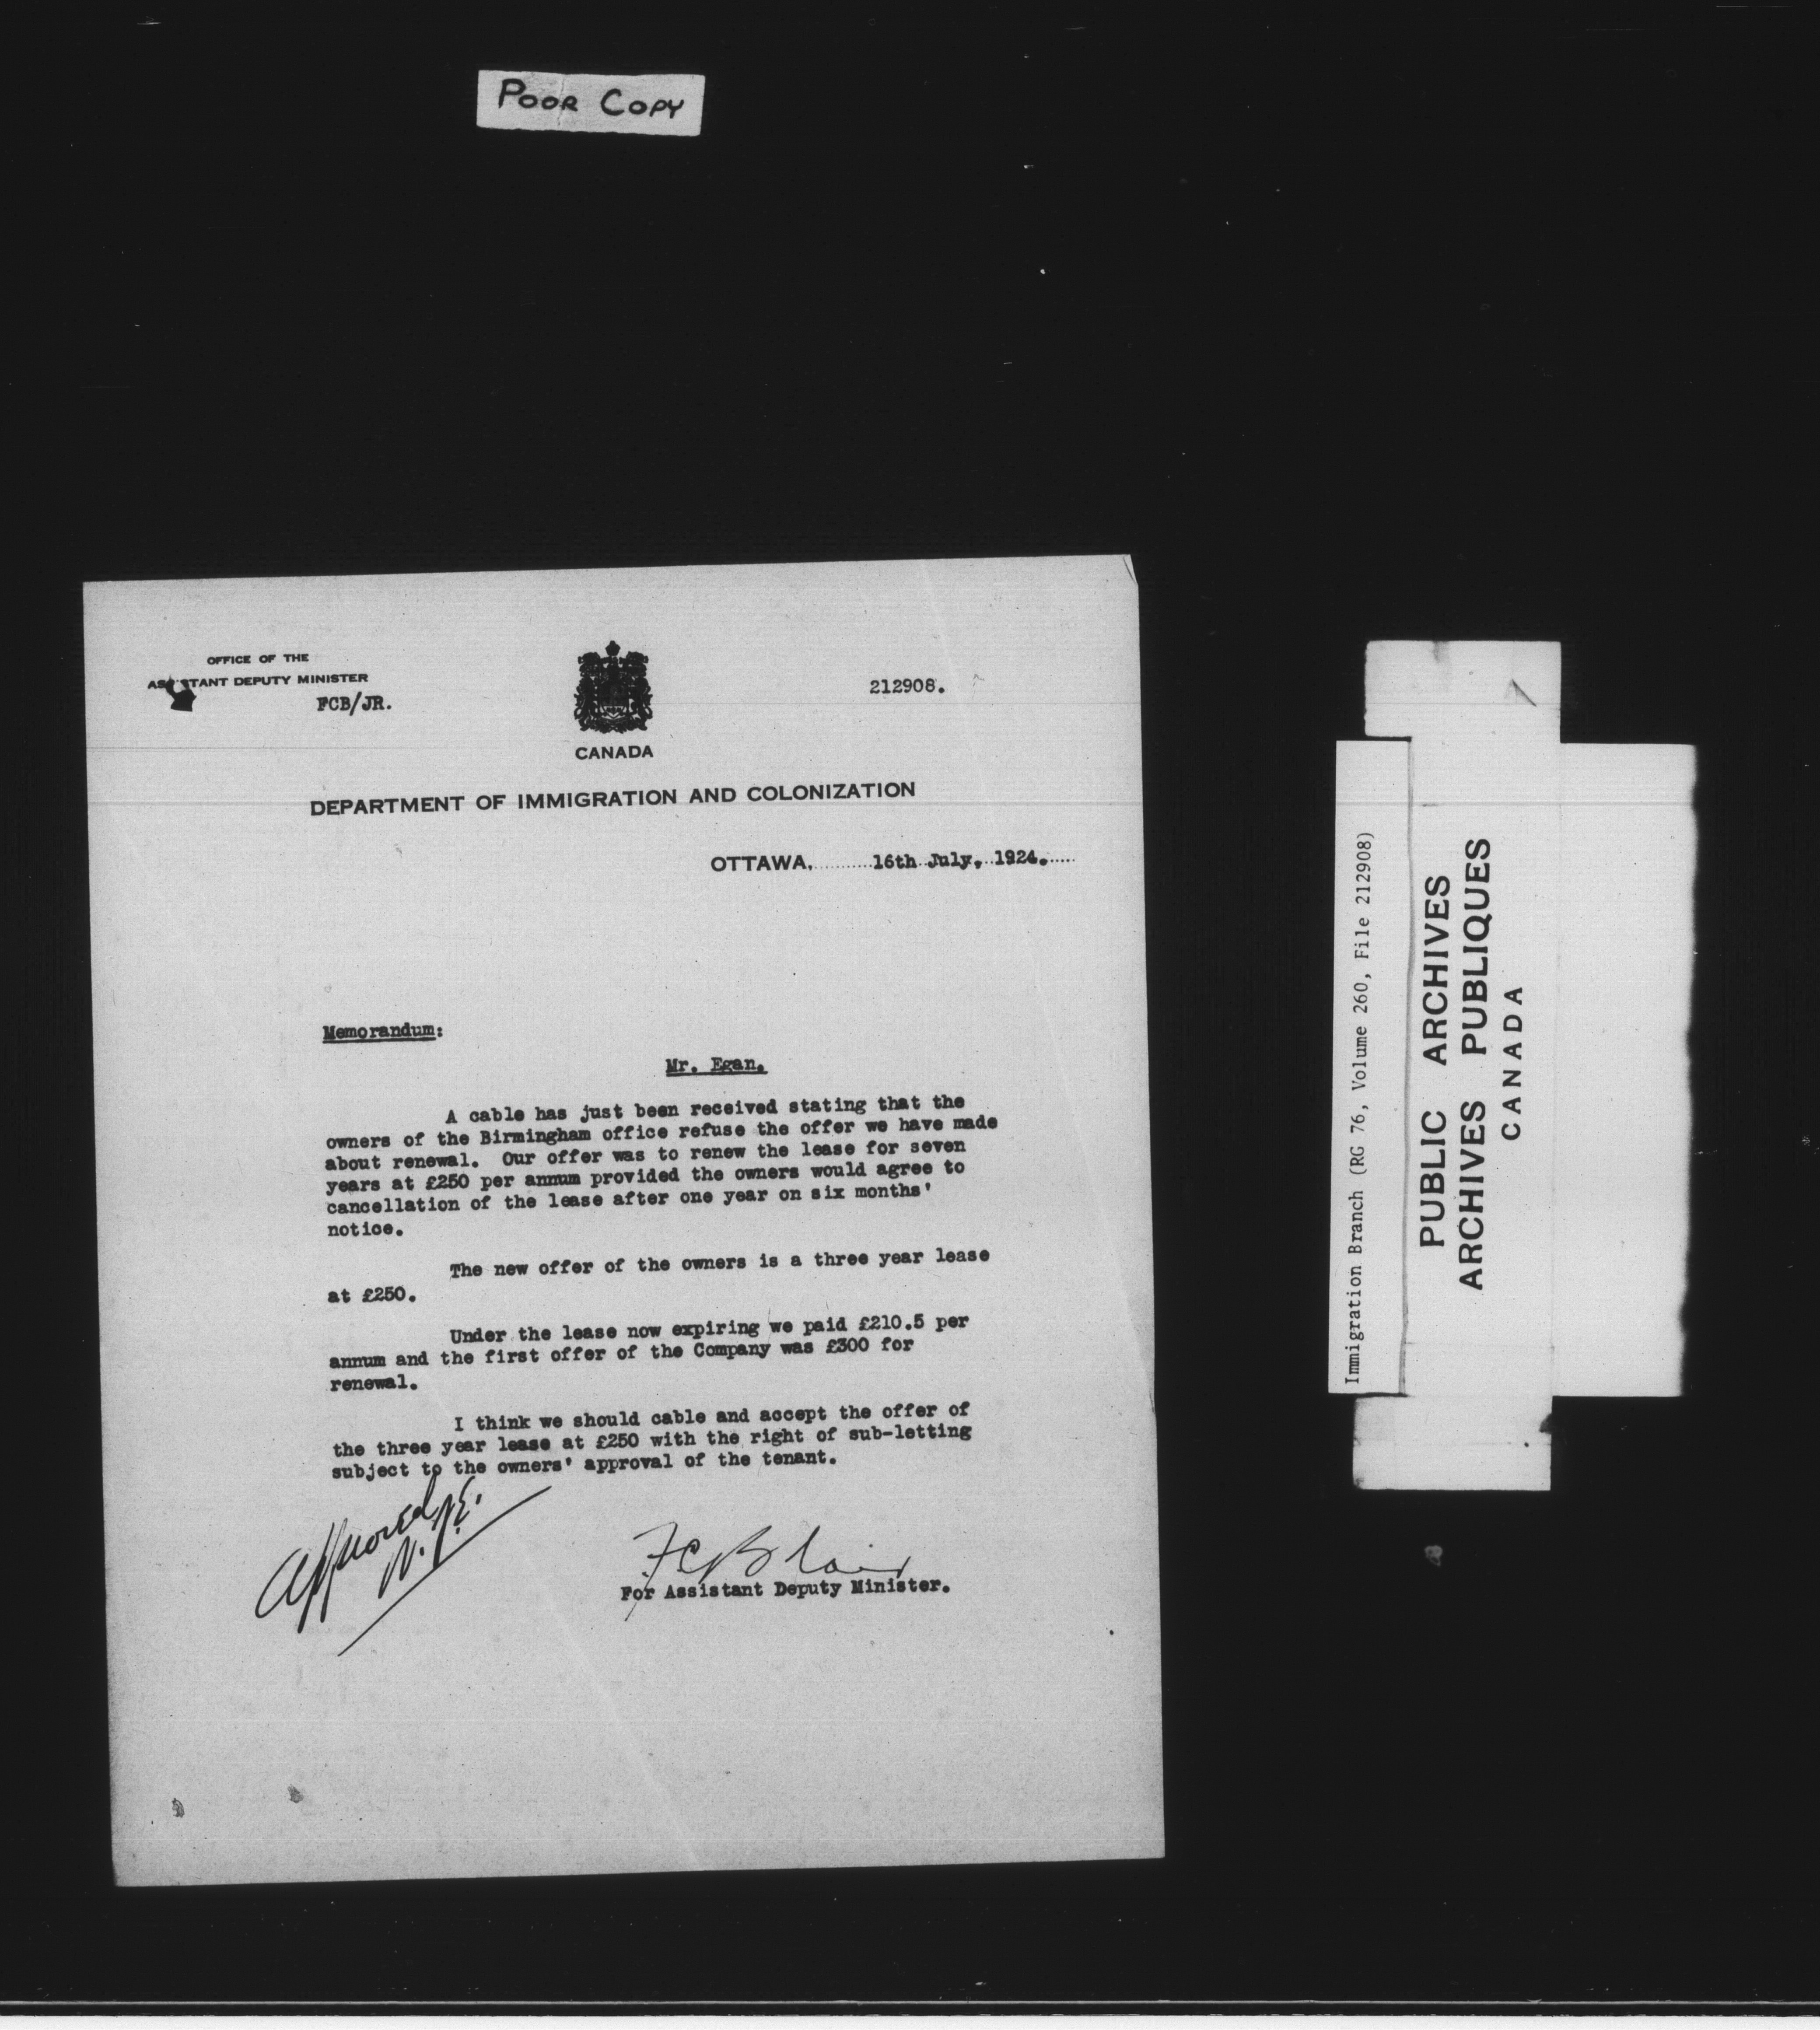 POOR COPY
OFFICE OF THE
ASSISTANT DEPUTY MINISTER
FCB/JR.
212908.
CANADA
DEPARTMENT OF IMMIGRATION AND COLONIZATION
OTTAWA, 16th July, 1924.
Memorandum:
Mr. Egan.
A cable has just been received stating that the
owners of the Birmingham office refuse the offer we have made
about renewal. Our offer was to renew the lease for seven
years at £250 per annum provided the owners would agree to
cancellation of the lease after one year on six months'
notice.
The new offer of the owners is a three year lease
at £250.
Under the lease now expiring we paid £210.5 per
annum and the first offer of the Company was £300 for
renewal.
I think we should cable and accept the offer of
the three year lease at £250 with the right of sub-letting
subject to the owners' approval of the tenant.
Approved
W.J.E.
FCBlair
For Assistant Deputy Minister.
Immigration Branch (RG 76, Volume 260, File 212908)
PUBLIC ARCHIVES
ARCHIVES PUBLIQUES
CANADA